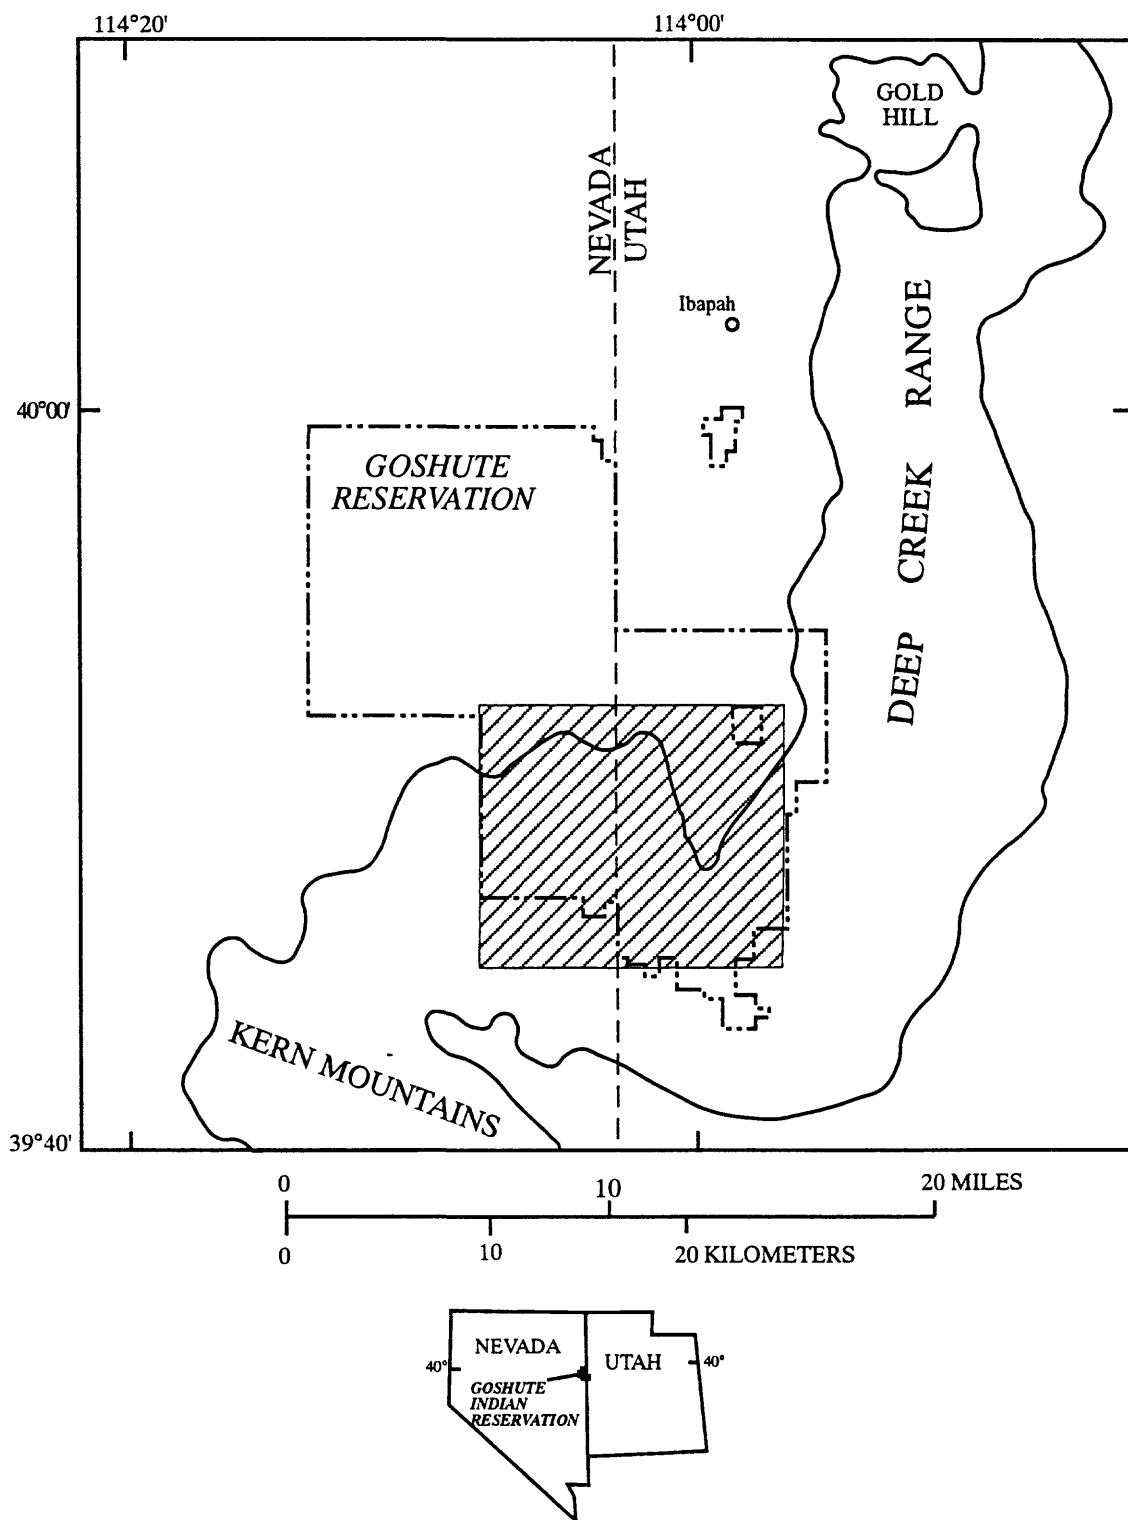 114°20'
114°00'
GOLD
HILL
NEVADA
UTAH
Ibapah
DEEP CREEK RANGE
40°00'
GOSHUTE
RESERVATION
KERN MOUNTAINS
39°40'
0
10
20 MILES
0
10
20 KILOMETERS
NEVADA
UTAH
40°
40°
GOSHUTE
INDIAN
RESERVATION